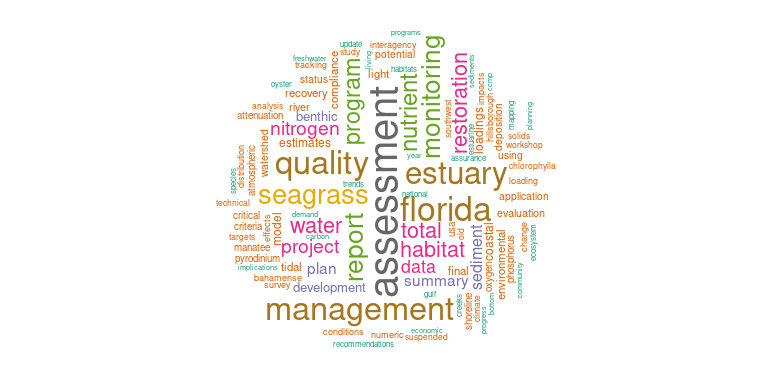 programs
update
interagency
study
potential
freshwater
tracking
living
habitats
light
status
compliance
oyster
recovery
program
nutrient
monitoring
restoration
sediments
ccmp
impacts
loadings
hillsborough
estuarine
southwest
deposition
mapping
planning
analysis
river
attenuation
benthic
nitrogen
estimates
watershed
atmospheric
distribution
species
assessment
year
assurance
solids
workshop
using
chlorophylla
loading
quality
estuary
trends
seagrass
national
florida
application
evaluation
technical
critical
criteria
targets
effects
model
demand
water
carbon
project
report
total
usa
old
habitat
data
sediment
coastal
oxygen
environmental
phosphorus
change
ecosystem
community
manatee
pyrodinium
implications
tidal
plan
bahamense
survey
development
final
summary
gulf
management
creeks
shoreline
climate
progress
bottom
conditions
numeric
economic
suspended
recommendations